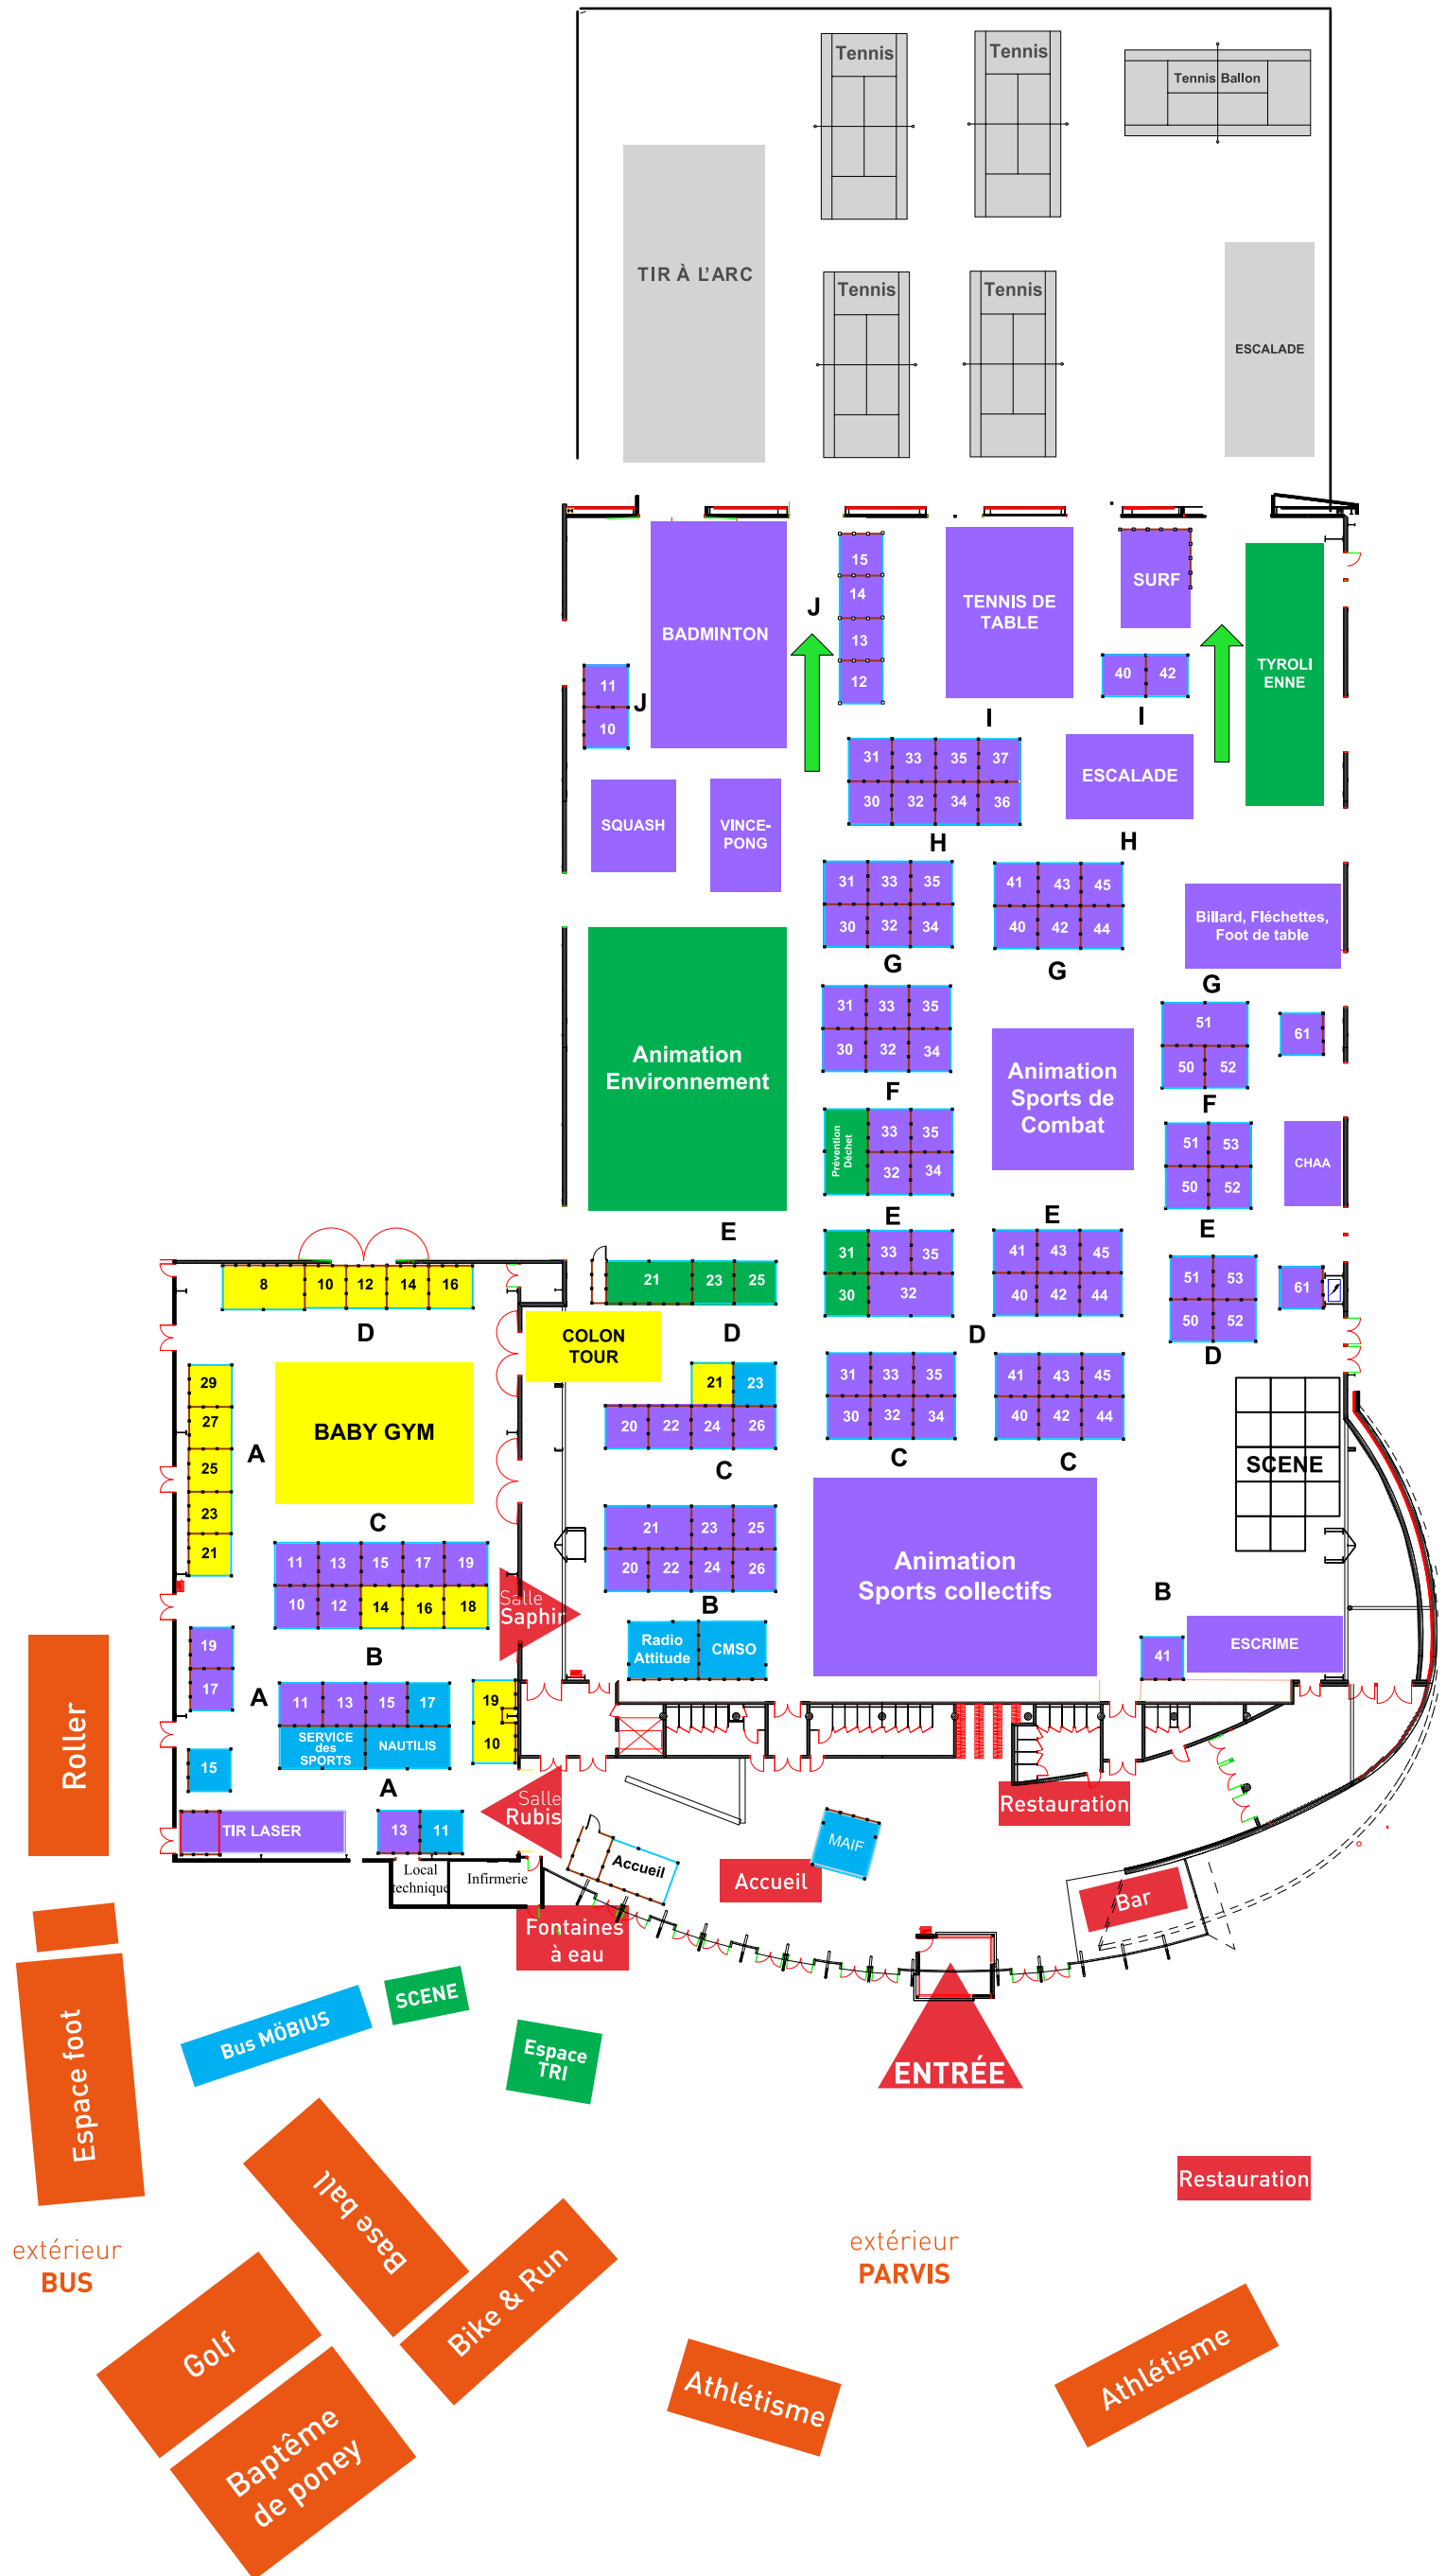 Tennis
Tennis
Tennis Ballon
TIR À L'ARC
Tennis
Tennis
ESCALADE
BADMINTON
15
14
13
12
J
TENNIS DE
TABLE
SURF
TYROLI
ENNE
11
10
J
40 42
I
I
31 33 35 37
30 32 34 36
ESCALADE
SQUASH
VINCE-
PONG
H
H
31 33 35
30 32 34
41 43 45
40 42 44
Billard, Fléchettes,
Foot de table
G
G
G
31 33 35
30 32 34
51
50 52
61
Animation
Environnement
Animation
Sports de
Combat
F
F
Prévention
Déchet
33 35
32 34
51 53
50 52
CHAA
E
E
E
E
21 23 25
31 33 35
30 32
41 43 45
40 42 44
51 53
50 52
61
8 10 12 14 16
D
COLON
TOUR
D
D
D
29
27
25
23
21
A
BABY GYM
21 23
20 22 24 26
31 33 35
30 32 34
41 43 45
40 42 44
C
C
C
SCENE
C
11 13 15 17 19
10 12 14 16 18
21 23 25
20 22 24 26
Animation
Sports collectifs
Salle
Saphir
B
B
B
Radio
Attitude
CMSO
41
ESCRIME
19
17
A
11 13 15 17
SERVICE
des
SPORTS
NAUTILIS
19
10
15
A
Salle
Rubis
Restauration
TIR LASER
13 11
MAIF
Local
technique
Infirmerie
Accueil
Accueil
Bar
Fontaines
à eau
Roller
ENTRÉE
SCENE
Bus MÖBIUS
Espace
TRI
Espace foot
Restauration
Base ball
extérieur
BUS
extérieur
PARVIS
Bike & Run
Golf
Athlétisme
Athlétisme
Baptême
de poney